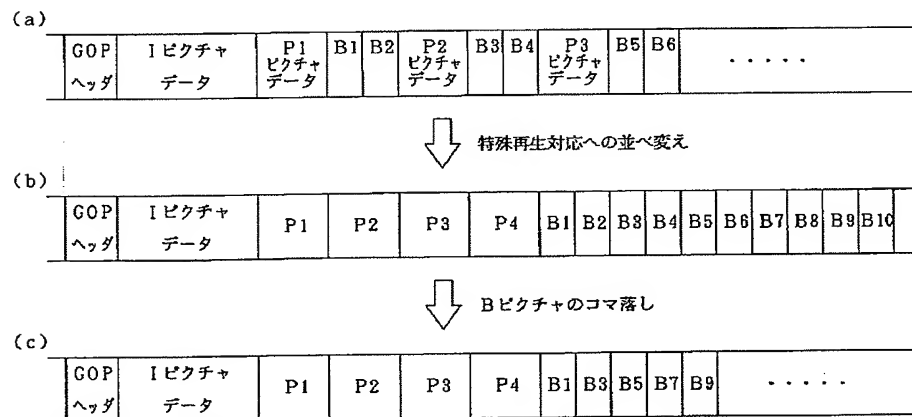 (a)
GOP ヘッダ Iピクチャ データ P1 ピクチャ データ B1 B2 P2 ピクチャ データ B3 B4 P3 ピクチャ データ B5 B6 ・・・・・
特殊再生対応への並べ変え
(b)
GOP ヘッダ Iピクチャ データ P1 P2 P3 P4 B1 B2 B3 B4 B5 B6 B7 B8 B9 B10
Bピクチャのコマ落し
(c)
GOP ヘッダ Iピクチャ データ P1 P2 P3 P4 B1 B3 B5 B7 B9 ・・・・・